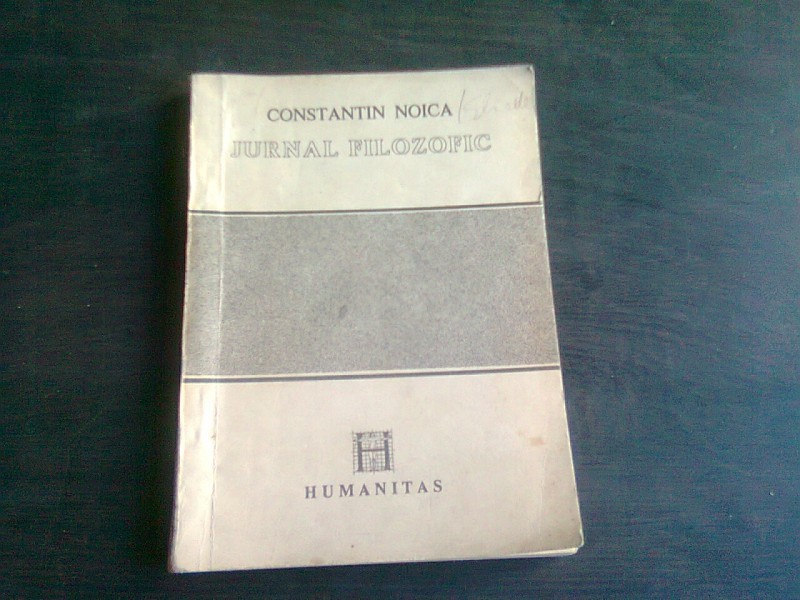 CONSTANTIN NOICA
JURNAL FILOZOFIC
H
HUMANITAS